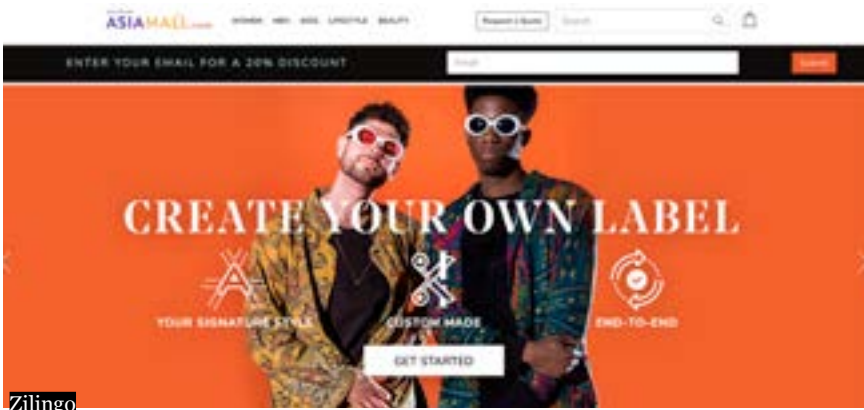 ASIAMALL
WOMEN MEN KIDS LIFESTYLE BEAUTY
Request a Quote
Search
ENTER YOUR EMAIL FOR A 20% DISCOUNT
Email
Submit
CREATE YOUR OWN LABEL
YOUR SIGNATURE STYLE
CUSTOM MADE
END-TO-END
GET STARTED
Zilingo